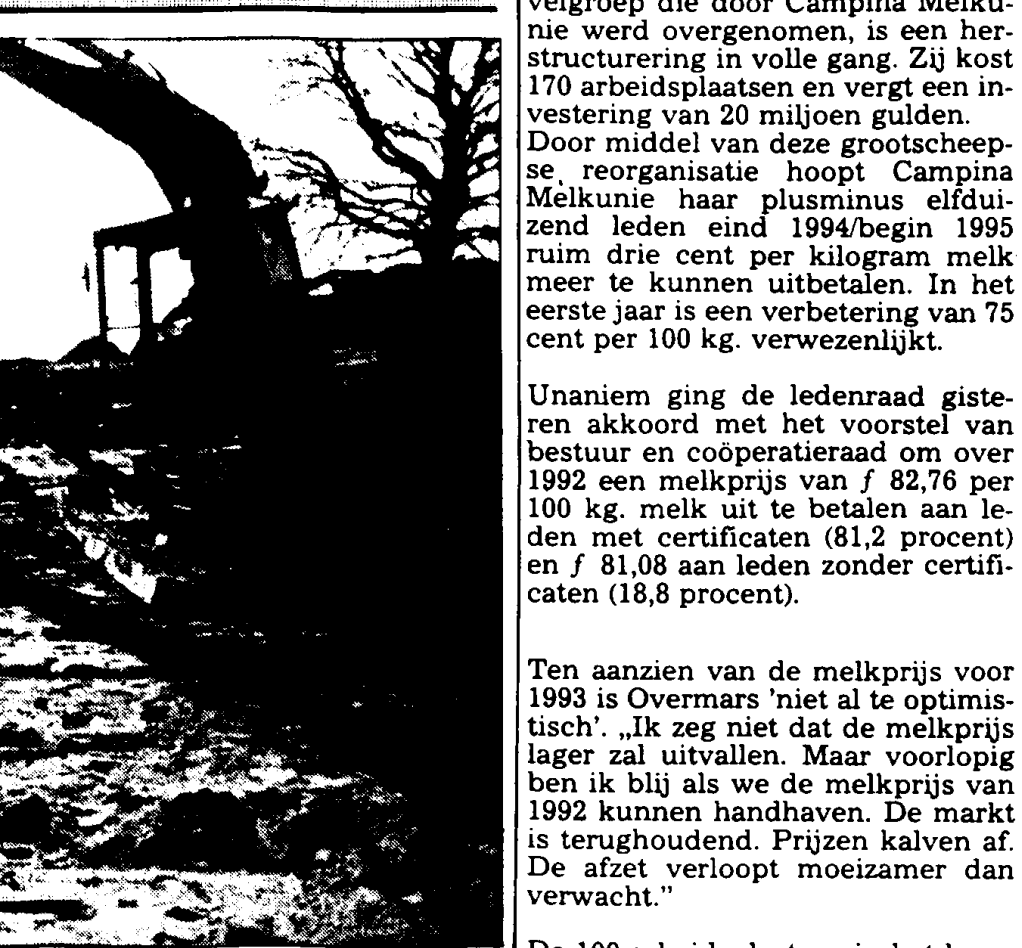 velgroep die door Campina Melku-
nie werd overgenomen, is een her-
structurering in volle gang. Zij kost
170 arbeidsplaatsen en vergt een in-
vestering van 20 miljoen gulden.
Door middel van deze grootscheep-
se reorganisatie hoopt Campina
Melkunie haar plusminus elfdui-
zend leden eind 1994/begin 1995
ruim drie cent per kilogram melk
meer te kunnen uitbetalen. In het
eerste jaar is een verbetering van 75
cent per 100 kg. verwezenlijkt.
Unaniem ging de ledenraad giste-
ren akkoord met het voorstel van
bestuur en coöperatieraad om over
1992 een melkprijs van ƒ 82,76 per
100 kg. melk uit te betalen aan le-
den met certificaten (81,2 procent)
en ƒ 81,08 aan leden zonder certifi-
caten (18,8 procent).
Ten aanzien van de melkprijs voor
1993 is Overmars 'niet al te optimis-
tisch'. „Ik zeg niet dat de melkprijs
lager zal uitvallen. Maar voorlopig
ben ik blij als we de melkprijs van
1992 kunnen handhaven. De markt
is terughoudend. Prijzen kalven af.
De afzet verloopt moeizamer dan
verwacht.”